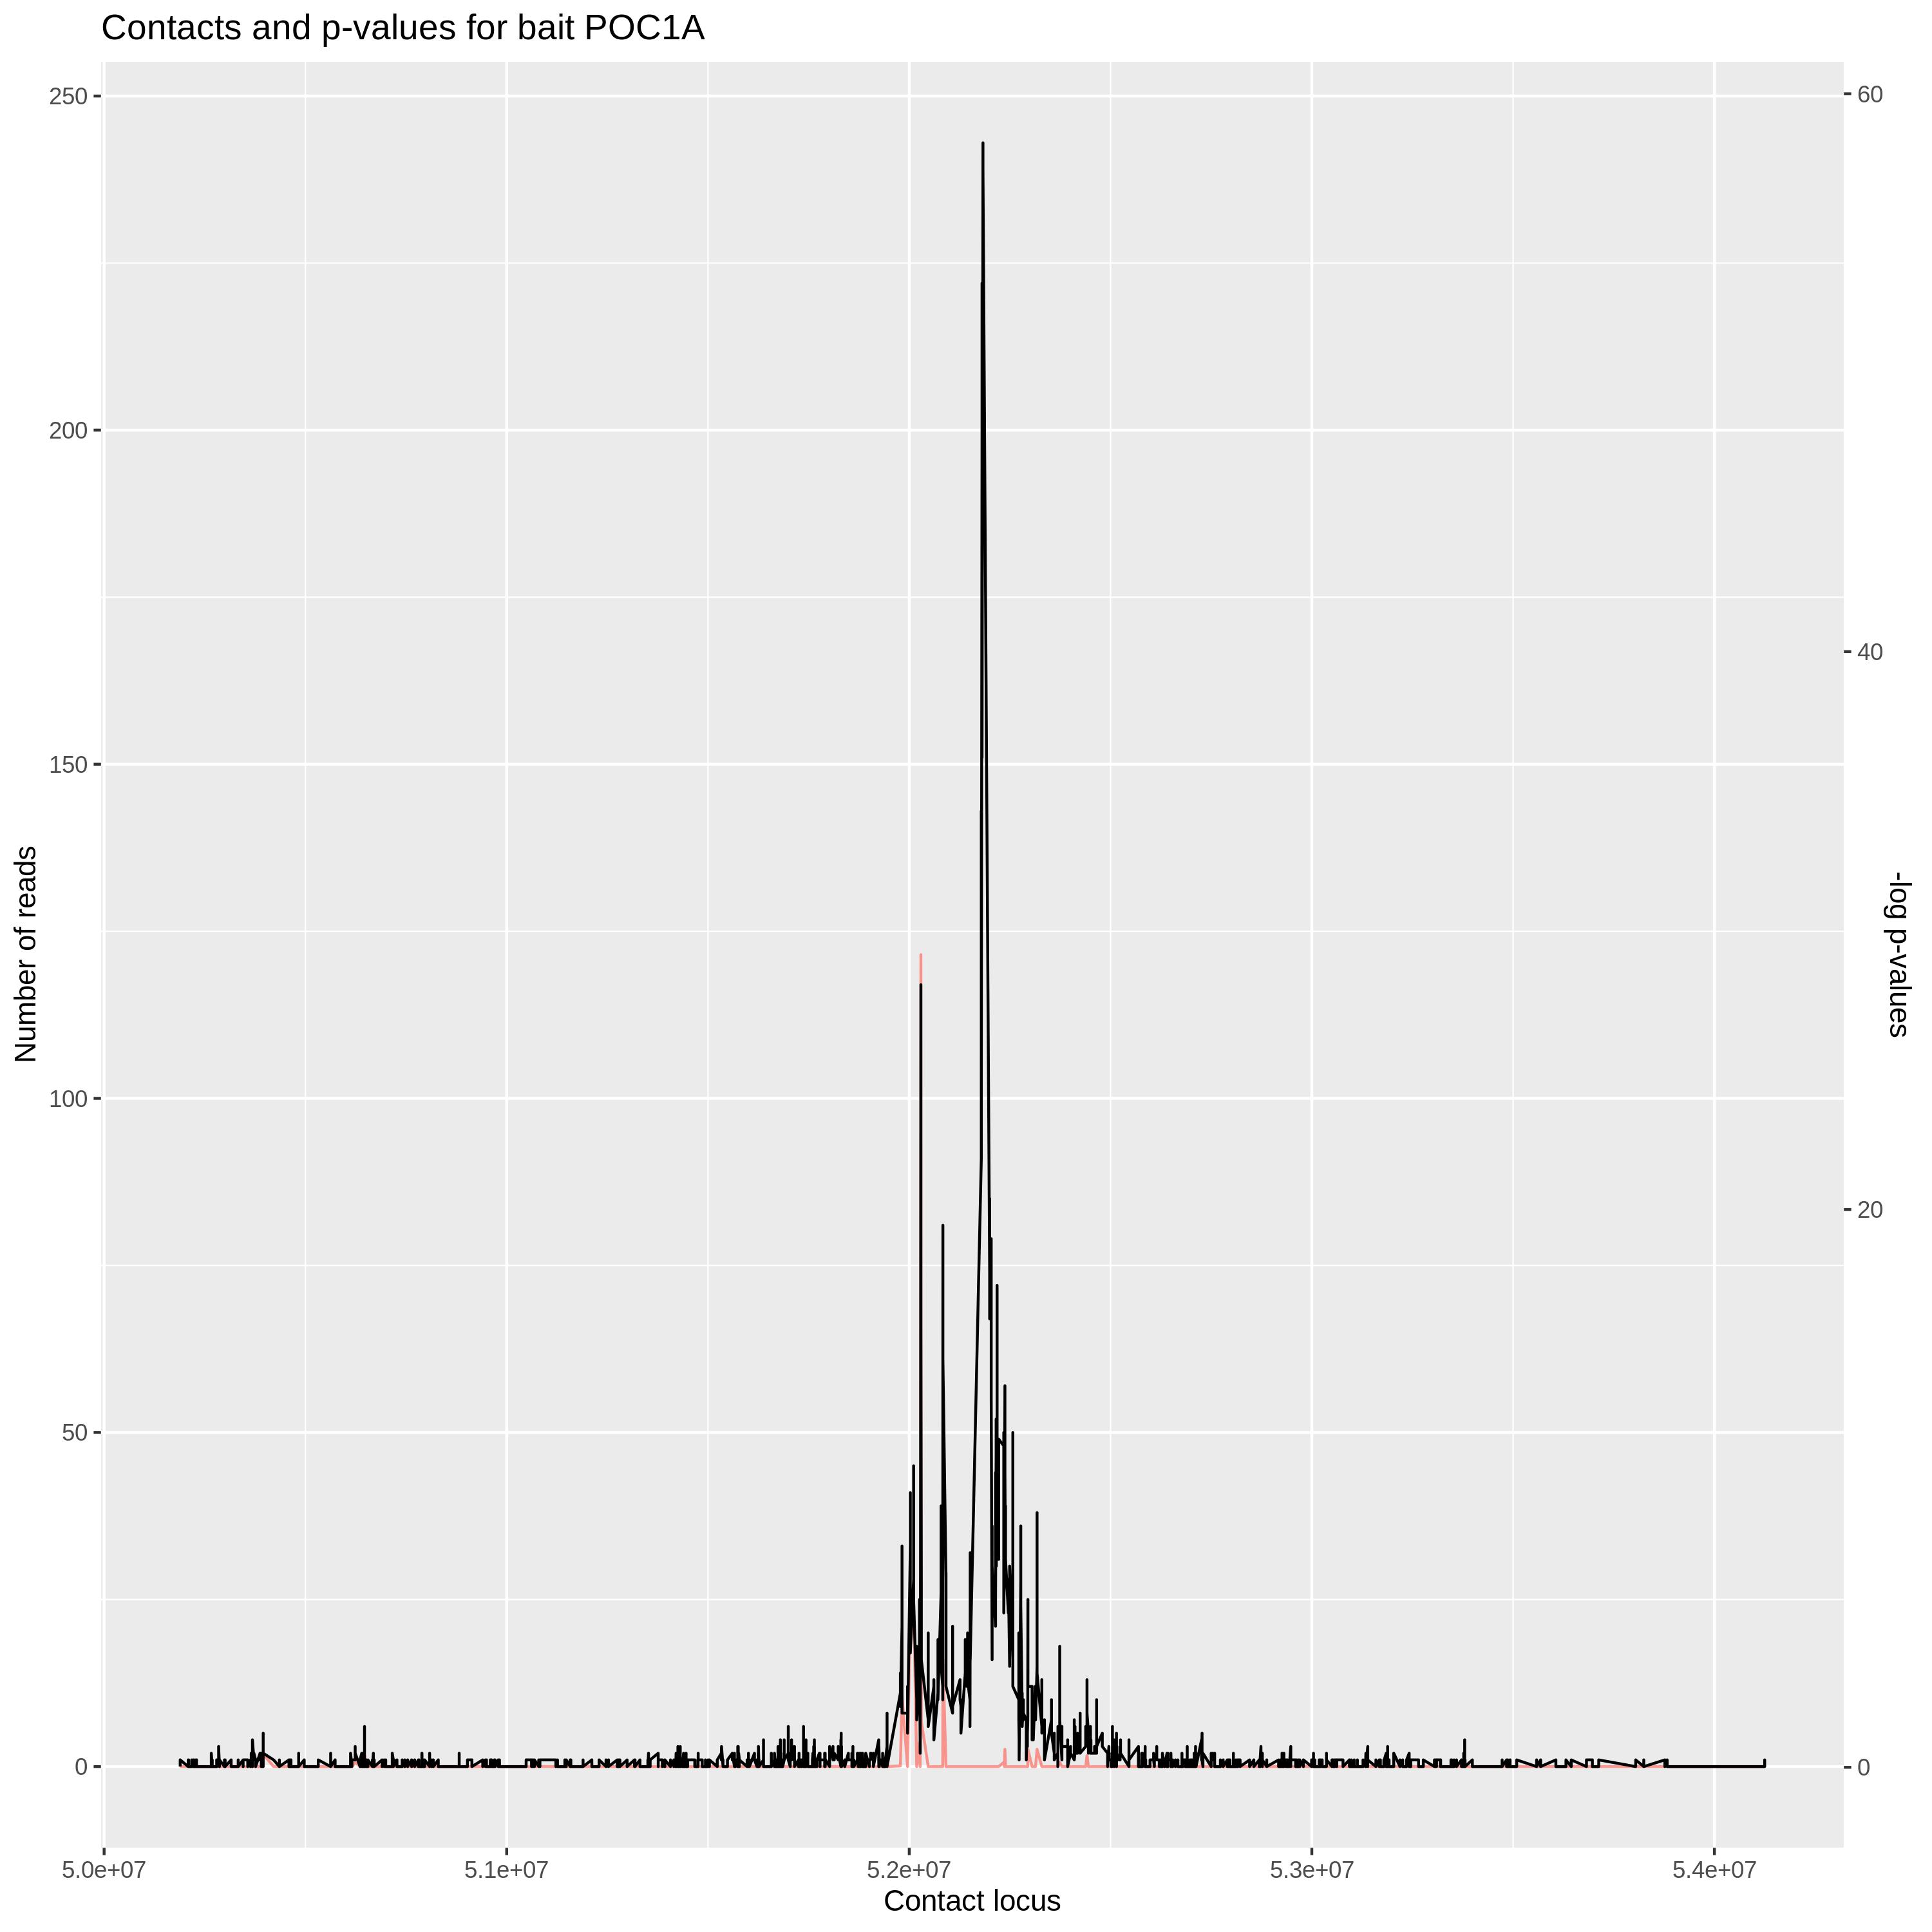 Contacts and p-values for bait POC1A
250
200
150
100
50
0
60
40
20
0
Number of reads
-log p-values
5.0e+07
5.1e+07
5.2e+07
5.3e+07
5.4e+07
Contact locus